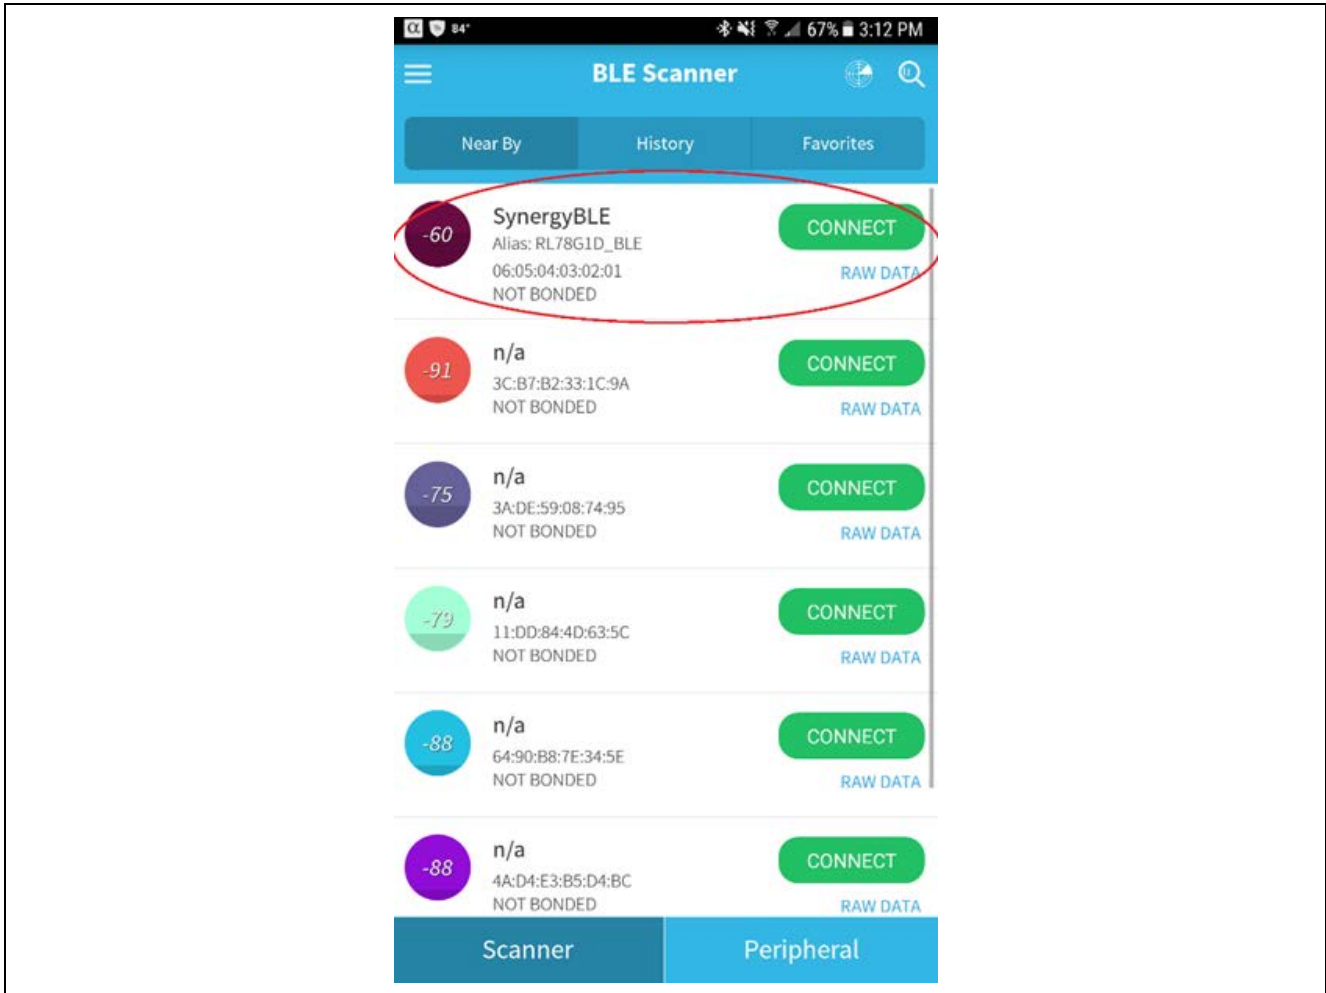 α 84° 67% 3:12 PM
BLE Scanner
Near By History Favorites
-60 SynergyBLE CONNECT
Alias: RL78G1D_BLE
06:05:04:03:02:01 RAW DATA
NOT BONDED
-91 n/a CONNECT
3C:B7:B2:33:1C:9A
NOT BONDED RAW DATA
-75 n/a CONNECT
3A:DE:59:08:74:95
NOT BONDED RAW DATA
-79 n/a CONNECT
11:DD:84:4D:63:5C
NOT BONDED RAW DATA
-88 n/a CONNECT
64:90:B8:7E:34:5E
NOT BONDED RAW DATA
-88 n/a CONNECT
4A:D4:E3:B5:D4:BC
NOT BONDED RAW DATA
Scanner Peripheral